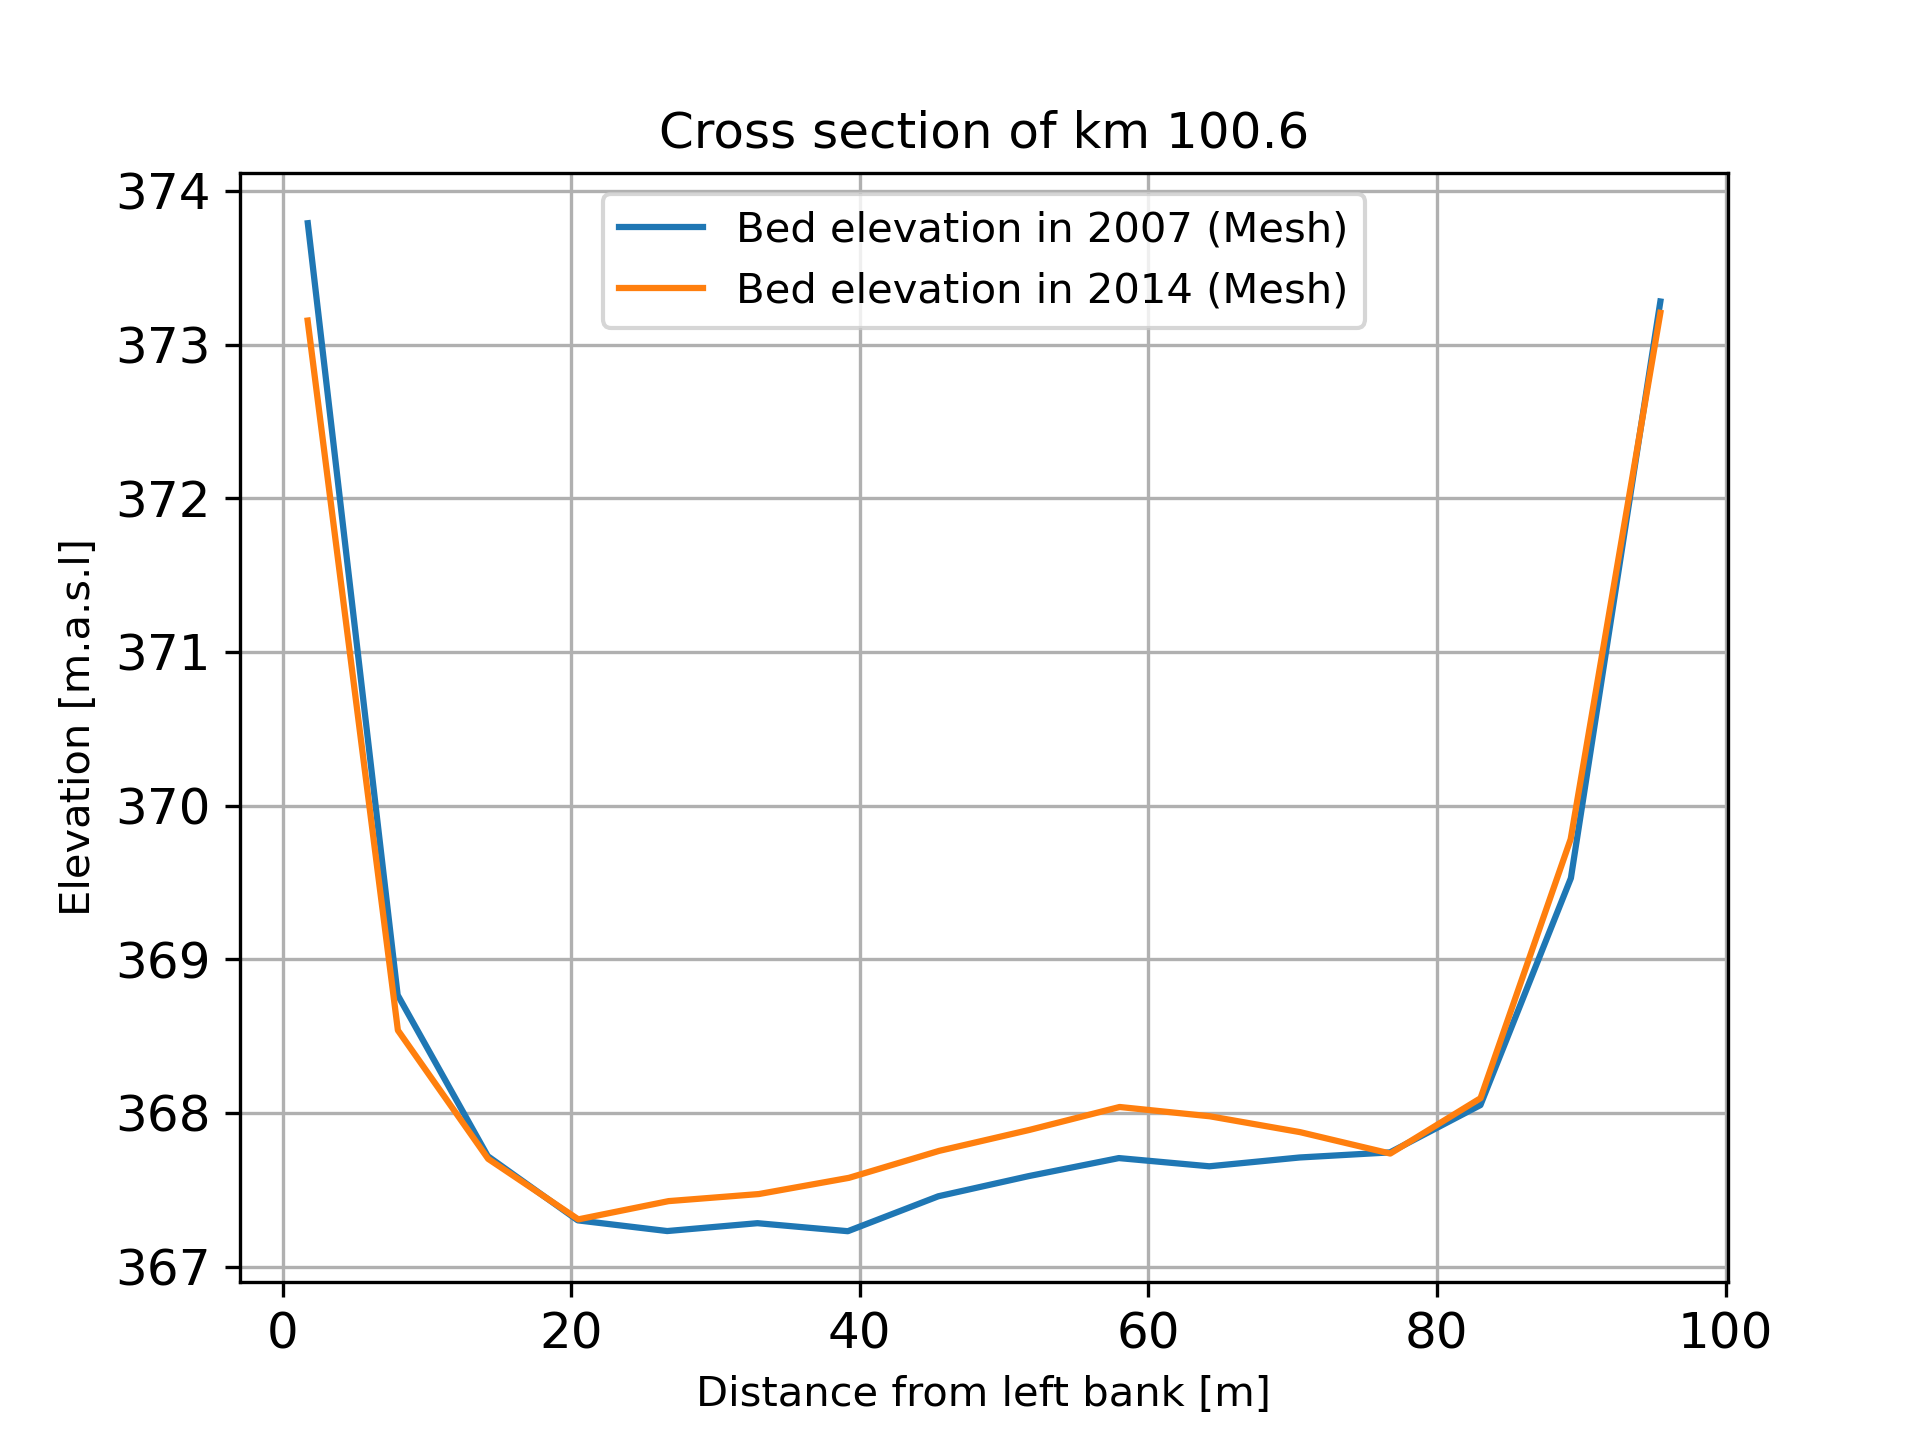 Cross section of km 100.6
Bed elevation in 2007 (Mesh)
Bed elevation in 2014 (Mesh)
Elevation [m.a.s.l]
374
373
372
371
370
369
368
367
0 20 40 60 80 100
Distance from left bank [m]